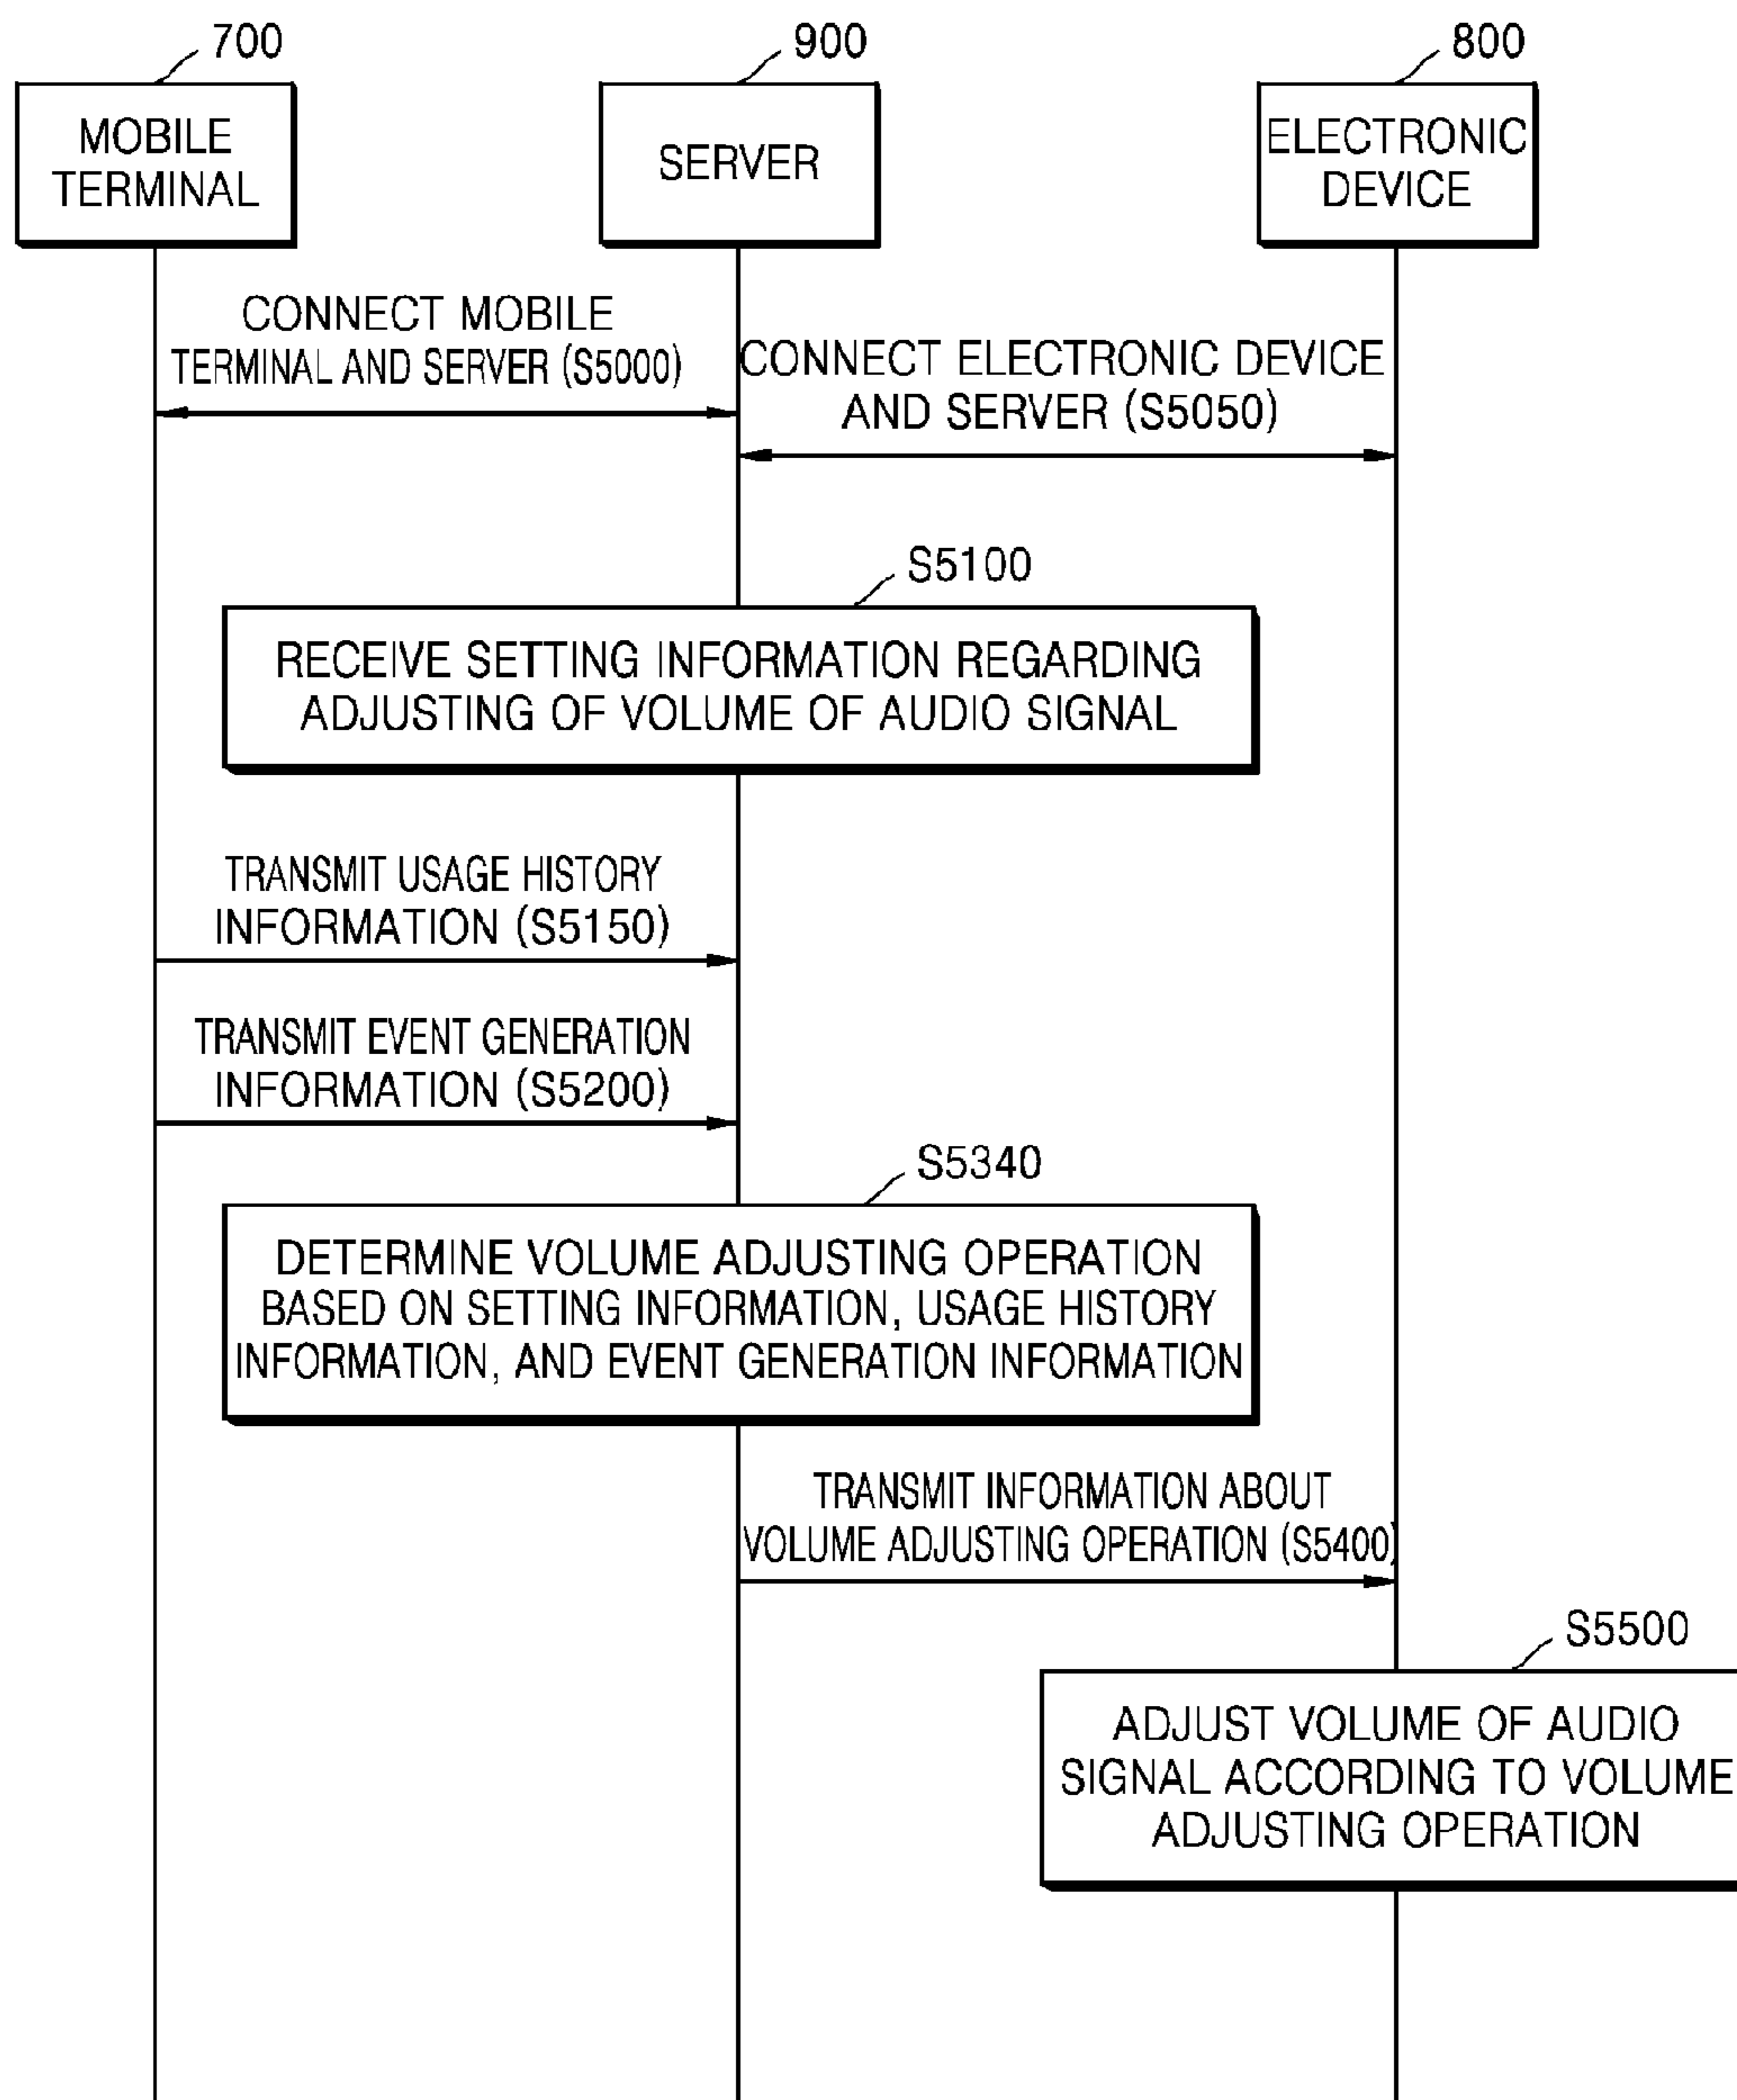 700
900
800
MOBILE
TERMINAL
SERVER
ELECTRONIC
DEVICE
CONNECT MOBILE
TERMINAL AND SERVER (S5000)
CONNECT ELECTRONIC DEVICE
AND SERVER (S5050)
S5100
RECEIVE SETTING INFORMATION REGARDING
ADJUSTING OF VOLUME OF AUDIO SIGNAL
TRANSMIT USAGE HISTORY
INFORMATION (S5150)
TRANSMIT EVENT GENERATION
INFORMATION (S5200)
S5340
DETERMINE VOLUME ADJUSTING OPERATION
BASED ON SETTING INFORMATION, USAGE HISTORY
INFORMATION, AND EVENT GENERATION INFORMATION
TRANSMIT INFORMATION ABOUT
VOLUME ADJUSTING OPERATION (S5400)
S5500
ADJUST VOLUME OF AUDIO
SIGNAL ACCORDING TO VOLUME
ADJUSTING OPERATION